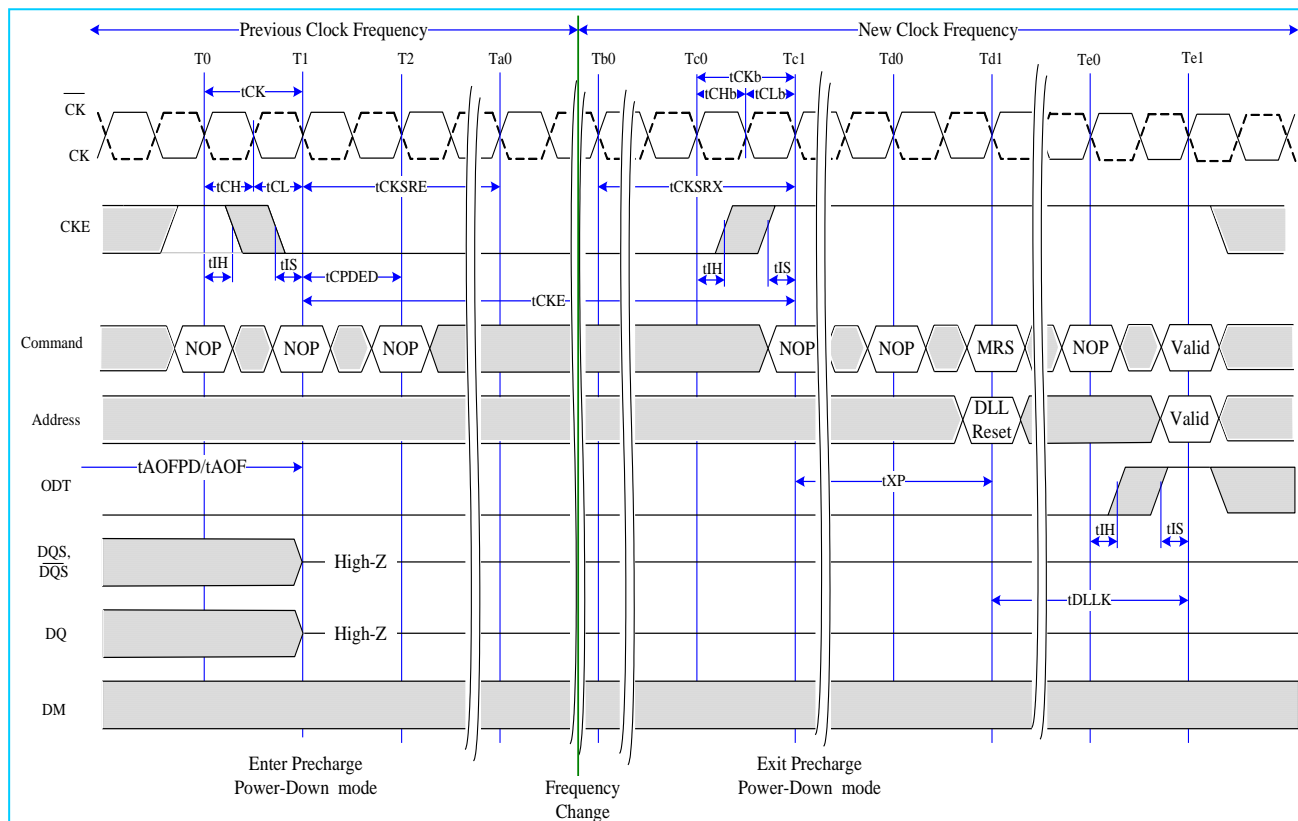 Previous Clock Frequency New Clock Frequency
T0 T1 T2 Ta0 Tb0 Tc0 Tc1 Td0 Td1 Te0 Te1
tCK tCKb
tCHb tCLb
CK
CK
tCH tCL tCKSRE tCKSRX
CKE
tIH tIS tCPDED tIH tIS
tCKE
Command NOP NOP NOP NOP NOP MRS NOP Valid
Address DLL Reset Valid
tAOFPD/tAOF
ODT tXP
tIH tIS
DQS, DQS High-Z
tDLLK
DQ High-Z
DM
Enter Precharge
Power-Down mode
Exit Precharge
Power-Down mode
Frequency
Change